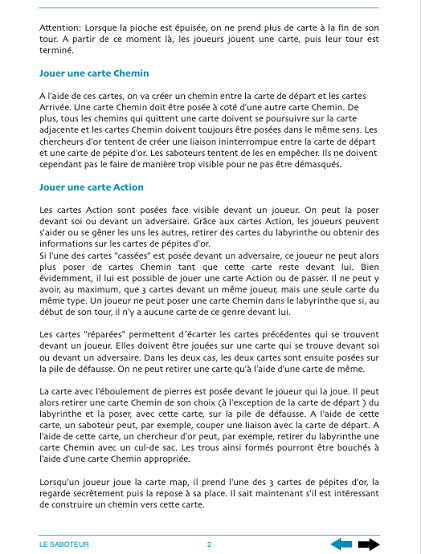 Attention: Lorsque la pioche est épuisée, on ne prend plus de carte à la fin de son
tour. A partir de ce moment là, les joueurs jouent une carte, puis leur tour est
terminé.
Jouer une carte Chemin
A l'aide de ces cartes, on va créer un chemin entre la carte de départ et les cartes
Arrivée. Une carte Chemin doit être posée à coté d'une autre carte Chemin. De
plus, tous les chemins qui quittent une carte doivent se poursuivre sur la carte
adjacente et les cartes Chemin doivent toujours être posées dans le même sens. Les
chercheurs d'or tentent de créer une liaison ininterrompue entre la carte de départ
et une carte de pépite d'or. Les saboteurs tentent de les en empêcher. Ils ne doivent
cependant pas le faire de manière trop visible pour ne pas être démasqués.
Jouer une carte Action
Les cartes Action sont posées face visible devant un joueur. On peut la poser
devant soi ou devant un adversaire. Grâce aux cartes Action, les joueurs peuvent
s'aider ou se gêner les uns les autres, retirer des cartes du labyrinthe ou obtenir des
informations sur les cartes de pépites d'or.
Si l'une des cartes "cassées" est posée devant un adversaire, ce joueur ne peut alors
plus poser de cartes Chemin tant que cette carte reste devant lui. Bien
évidemment, il lui est possible de jouer une carte Action ou de passer. Il ne peut y
avoir, au maximum, que 3 cartes devant un même joueur, mais une seule carte du
même type. Un joueur ne peut poser une carte Chemin dans le labyrinthe que si, au
début de son tour, il n'y a aucune carte de ce genre devant lui.
Les cartes "réparées" permettent d´écarter les cartes précédentes qui se trouvent
devant un joueur. Elles doivent être jouées sur une carte qui se trouve devant soi
ou devant un adversaire. Dans les deux cas, les deux cartes sont ensuite posées sur
la pile de défausse. On ne peut retirer une carte qu'à l'aide d'une carte de même.
La carte avec l'éboulement de pierres est posée devant le joueur qui la joue. Il peut
alors retirer une carte Chemin de son choix (à l'exception de la carte de départ ) du
labyrinthe et la poser, avec cette carte, sur la pile de défausse. A l'aide de cette
carte, un saboteur peut, par exemple, couper une liaison avec la carte de départ. A
l'aide de cette carte, un chercheur d'or peut, par exemple, retirer du labyrinthe une
carte Chemin avec un cul-de sac. Les trous ainsi formés pourront être bouchés à
l'aide d'une carte Chemin appropriée.
Lorsqu'un joueur joue la carte map, il prend l'une des 3 cartes de pépites d'or, la
regarde secrètement puis la repose à sa place. Il sait maintenant s'il est intéressant
de construire un chemin vers cette carte.
LE SABOTEUR 2